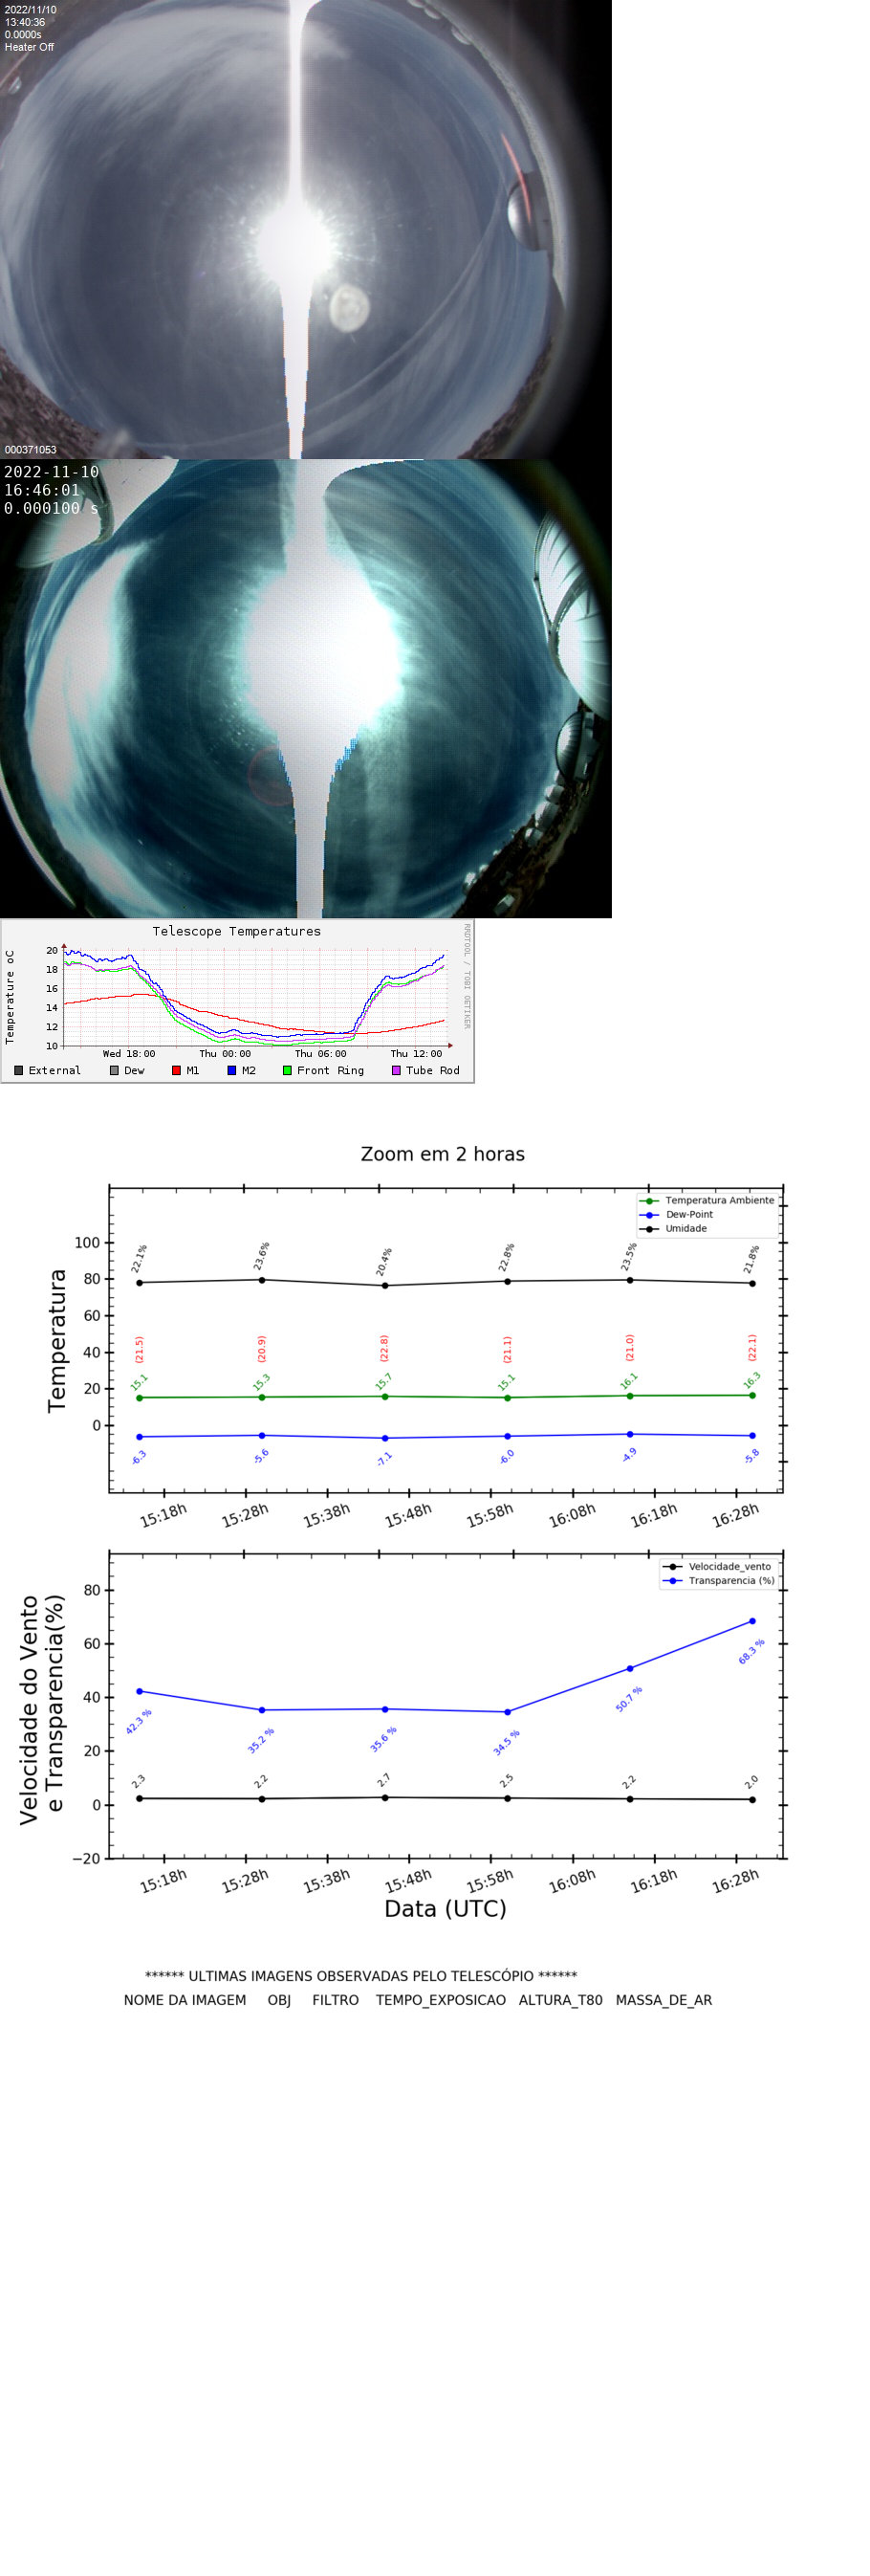 2022/11/10
13:40:36
0.0000s
Heater Off
000371053
2022-11-10
16:46:01
0.000100 s
Telescope Temperatures
RRDTOOL / TOBI OETIKER
Temperature oC
20
18
16
14
12
10
Wed 18:00 Thu 00:00 Thu 06:00 Thu 12:00
External Dew M1 M2 Front Ring Tube Rod
Zoom em 2 horas
Temperatura Ambiente
Dew-Point
Umidade
Temperatura
100
80
60
40
20
0
22.1% 23.6% 20.4% 22.8% 23.5% 21.8%
(21.5) (20.9) (22.8) (21.1) (21.0) (22.1)
15.1 15.3 15.7 15.1 16.1 16.3
-6.3 -5.6 -7.1 -6.0 -4.9 -5.8
15:18h 15:28h 15:38h 15:48h 15:58h 16:08h 16:18h 16:28h
Velocidade_vento
Transparencia (%)
Velocidade do Vento
e Transparencia(%)
80
60
40
20
0
−20
42.3 % 35.2 % 35.6 % 34.5 % 50.7 % 68.3 %
2.3 2.2 2.7 2.5 2.2 2.0
15:18h 15:28h 15:38h 15:48h 15:58h 16:08h 16:18h 16:28h
Data (UTC)
****** ULTIMAS IMAGENS OBSERVADAS PELO TELESCÓPIO ******
NOME DA IMAGEM OBJ FILTRO TEMPO_EXPOSICAO ALTURA_T80 MASSA_DE_AR